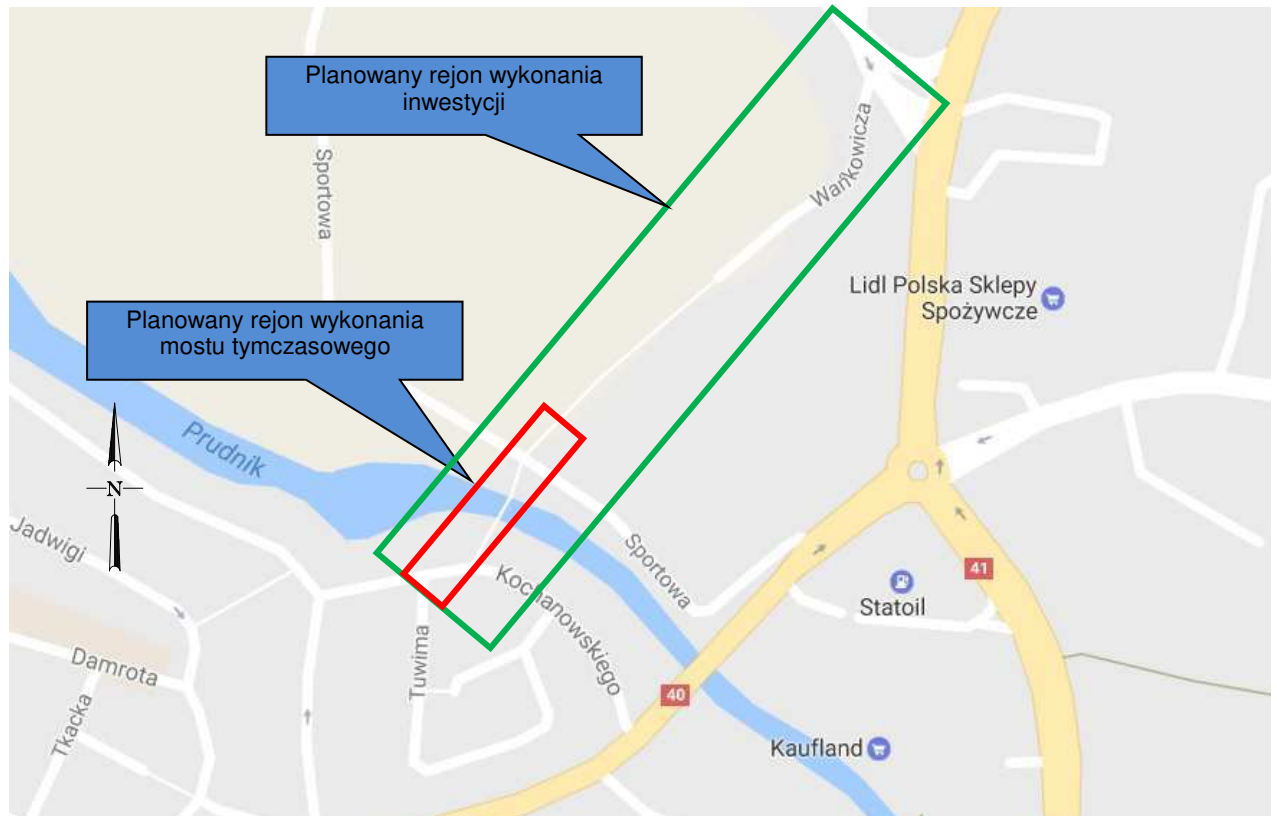 Planowany rejon wykonania
inwestycji
Sportowa
Wańkowicza
Lidl Polska Sklepy
Spożywcze
Planowany rejon wykonania
mostu tymczasowego
Prudnik
N
Jadwigi
Sportowa
Kochanowskiego
41
Statoil
Damrota
Tuwima
Tkacka
40
Kaufland